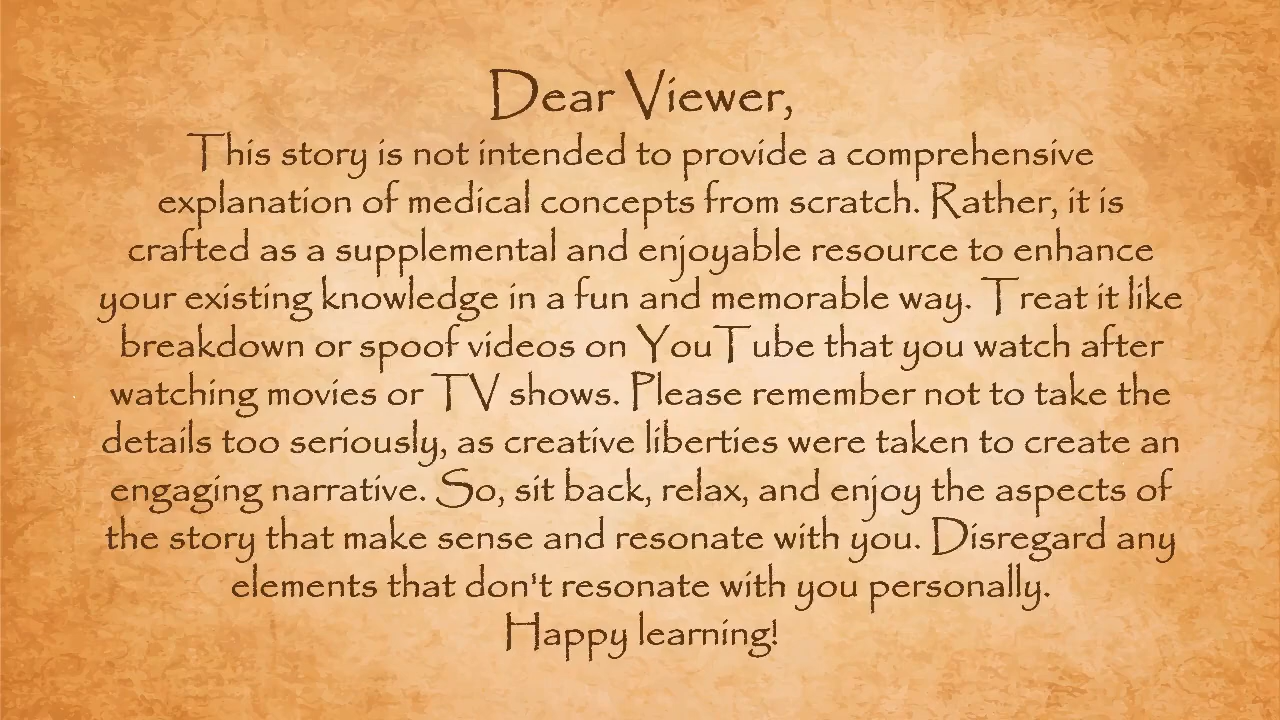 Dear Viewer,
This story is not intended to provide a comprehensive
explanation of medical concepts from scratch. Rather, it is
crafted as a supplemental and enjoyable resource to enhance
your existing knowledge in a fun and memorable way. Treat it like
breakdown or spoof videos on YouTube that you watch after
watching movies or TV shows. Please remember not to take the
details too seriously, as creative liberties were taken to create an
engaging narrative. So, sit back, relax, and enjoy the aspects of
the story that make sense and resonate with you. Disregard any
elements that don't resonate with you personally.
Happy learning!